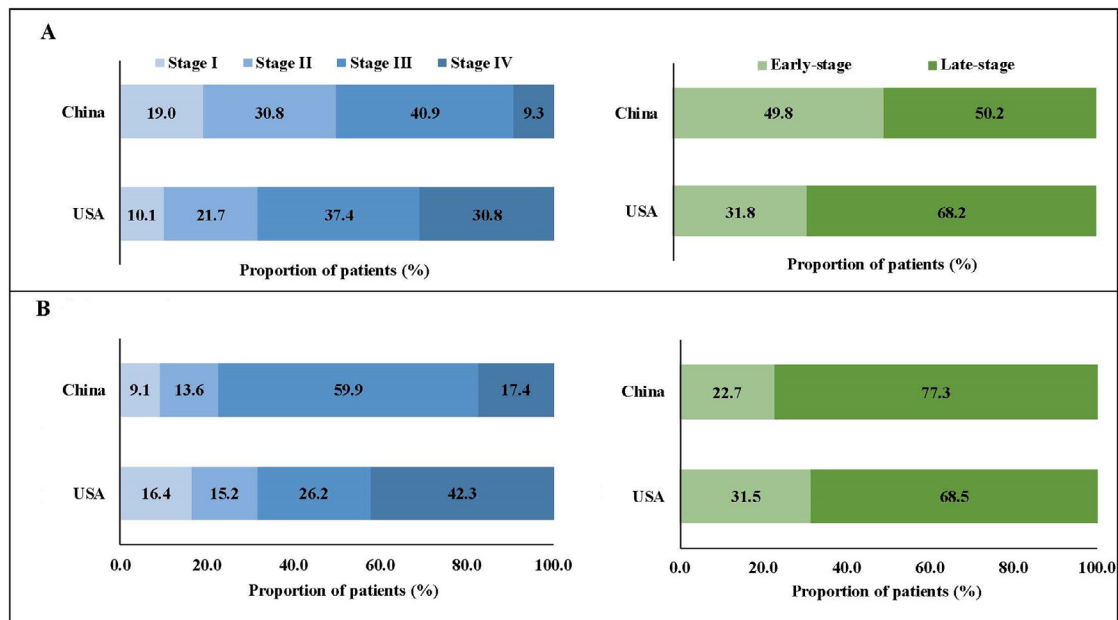 A
Stage I Stage II Stage III Stage IV
Early-stage Late-stage
China 19.0 30.8 40.9 9.3
China 49.8 50.2
USA 10.1 21.7 37.4 30.8
USA 31.8 68.2
Proportion of patients (%)
Proportion of patients (%)
B
China 9.1 13.6 59.9 17.4
China 22.7 77.3
USA 16.4 15.2 26.2 42.3
USA 31.5 68.5
0.0 20.0 40.0 60.0 80.0 100.0
0.0 20.0 40.0 60.0 80.0 100.0
Proportion of patients (%)
Proportion of patients (%)